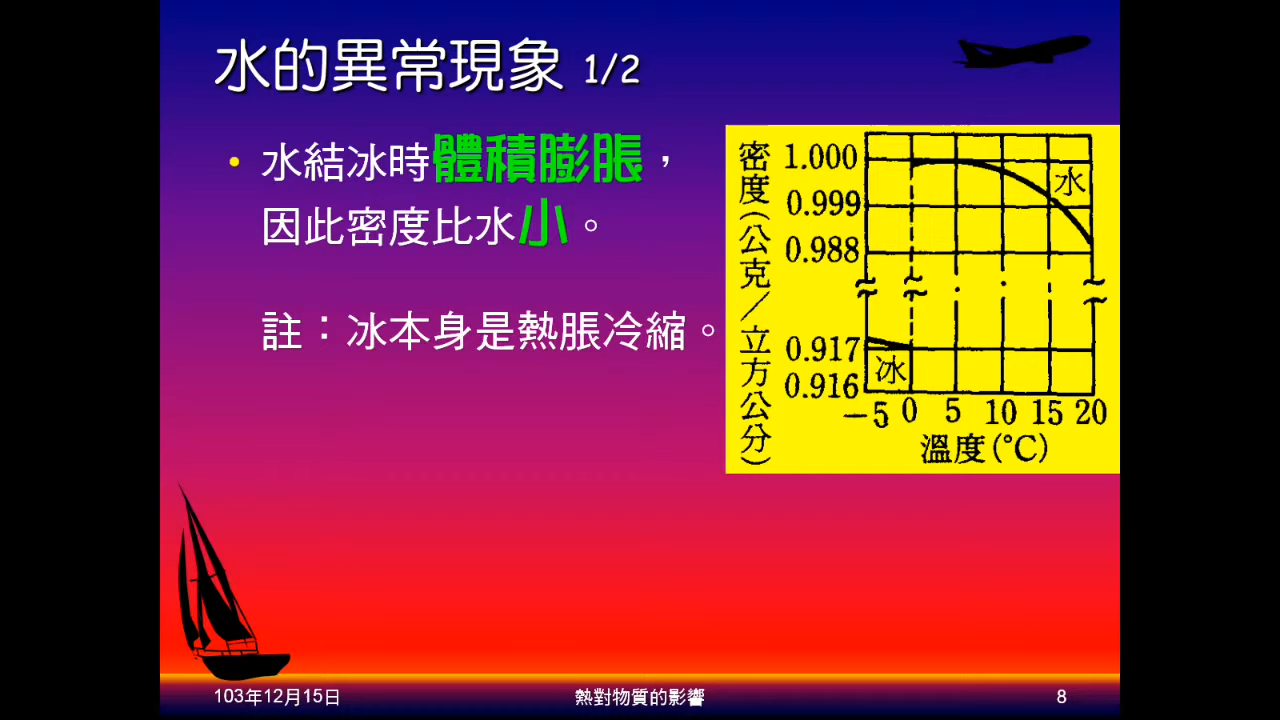 水的異常現象 1/2
• 水結冰時體積膨脹，
因此密度比水小。
註：冰本身是熱脹冷縮。
密度(公克／立方公分)
1.000
0.999
0.988
0.917
0.916
水
冰
−5 0 5 10 15 20
溫度(°C)
103年12月15日
熱對物質的影響
8